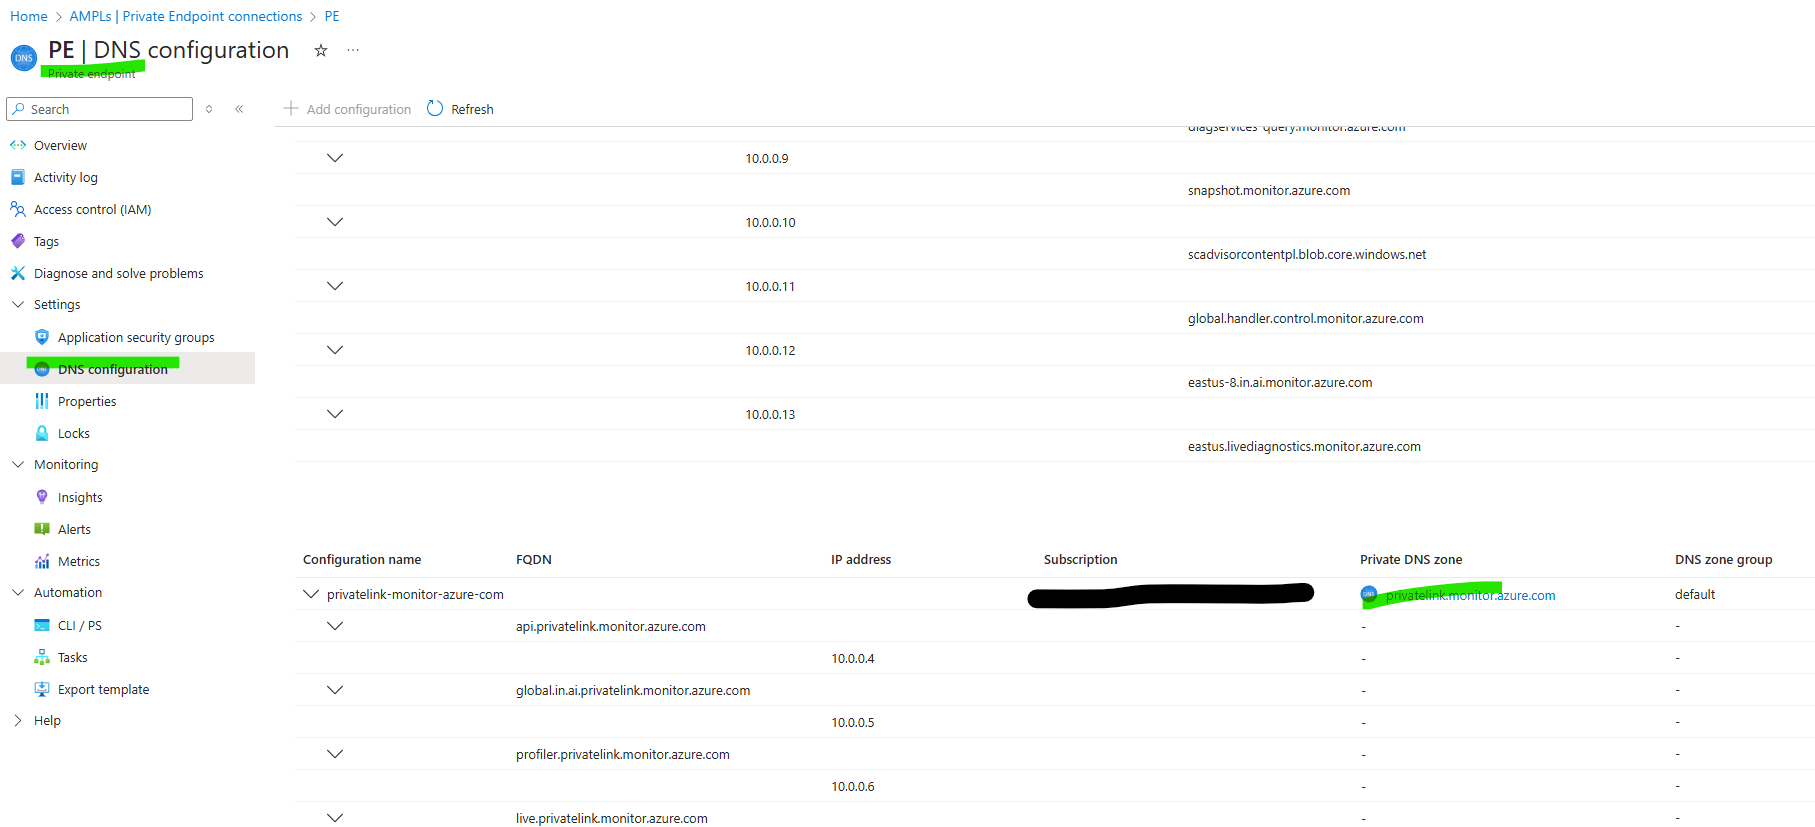 Home > AMPLs | Private Endpoint connections > PE
PE | DNS configuration
Private endpoint
Search
Add configuration
Refresh
Overview
Activity log
Access control (IAM)
Tags
Diagnose and solve problems
Settings
Application security groups
DNS configuration
Properties
Locks
Monitoring
Insights
Alerts
Metrics
Automation
CLI / PS
Tasks
Export template
Help
diagservices-query.monitor.azure.com
10.0.0.9
snapshot.monitor.azure.com
10.0.0.10
scadvisorcontentpl.blob.core.windows.net
10.0.0.11
global.handler.control.monitor.azure.com
10.0.0.12
eastus-8.in.ai.monitor.azure.com
10.0.0.13
eastus.livediagnostics.monitor.azure.com
Configuration name FQDN IP address Subscription Private DNS zone DNS zone group
privatelink-monitor-azure-com DNS privatelink.monitor.azure.com default
api.privatelink.monitor.azure.com - -
10.0.0.4 - -
global.in.ai.privatelink.monitor.azure.com - -
10.0.0.5 - -
profiler.privatelink.monitor.azure.com - -
10.0.0.6 - -
live.privatelink.monitor.azure.com - -